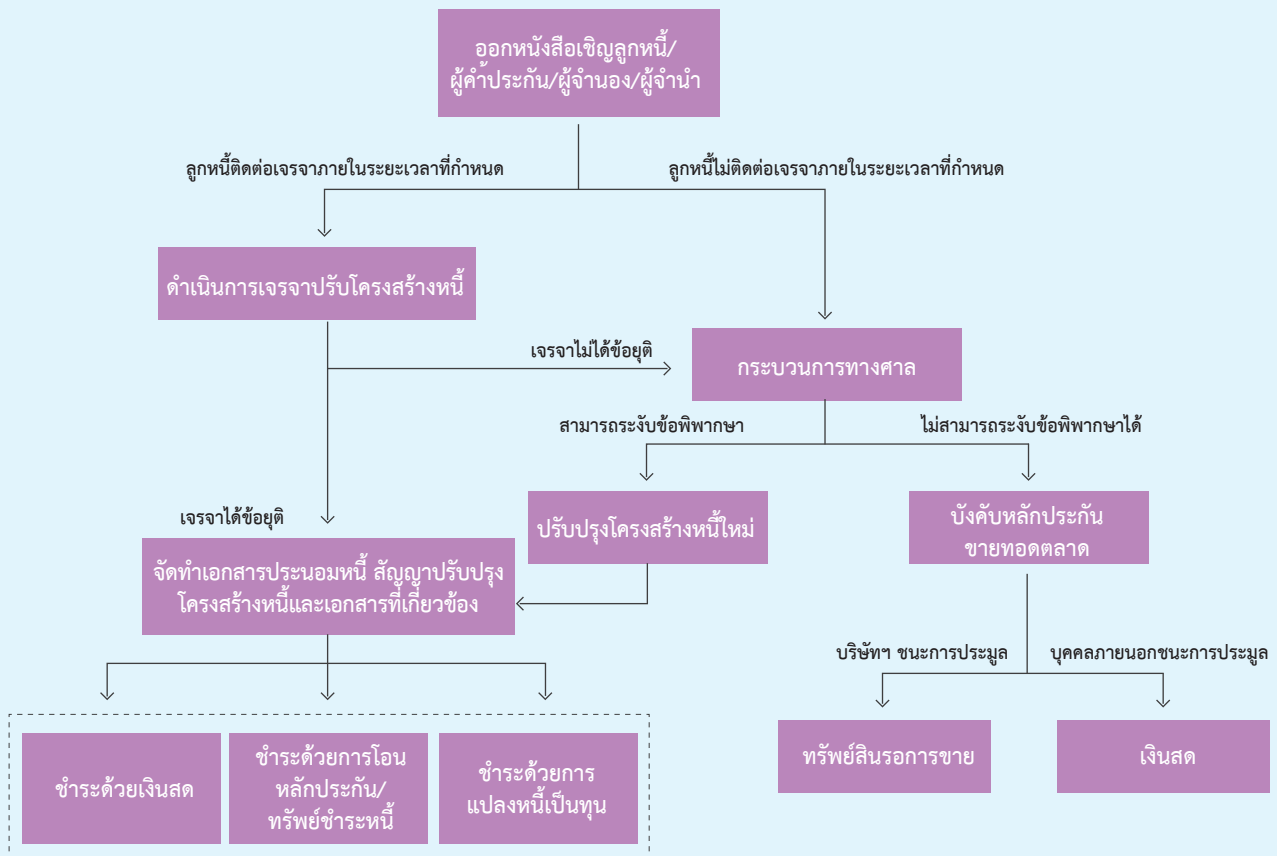 ออกหนังสือเชิญลูกหนี้/
ผู้ค้ำประกัน/ผู้จำนอง/ผู้จำนำ
ลูกหนี้ติดต่อเจรจาภายในระยะเวลาที่กำหนด
ลูกหนี้ไม่ติดต่อเจรจาภายในระยะเวลาที่กำหนด
ดำเนินการเจรจาปรับโครงสร้างหนี้
เจรจาไม่ได้ข้อยุติ
กระบวนการทางศาล
สามารถระงับข้อพิพากษา
ไม่สามารถระงับข้อพิพากษาได้
เจรจาได้ข้อยุติ
ปรับปรุงโครงสร้างหนี้ใหม่
บังคับหลักประกัน
ขายทอดตลาด
จัดทำเอกสารประนอมหนี้ สัญญาปรับปรุง
โครงสร้างหนี้และเอกสารที่เกี่ยวข้อง
บริษัทฯ ชนะการประมูล
บุคคลภายนอกชนะการประมูล
ชำระด้วยเงินสด
ชำระด้วยการโอน
หลักประกัน/
ทรัพย์ชำระหนี้
ชำระด้วยการ
แปลงหนี้เป็นทุน
ทรัพย์สินรอการขาย
เงินสด